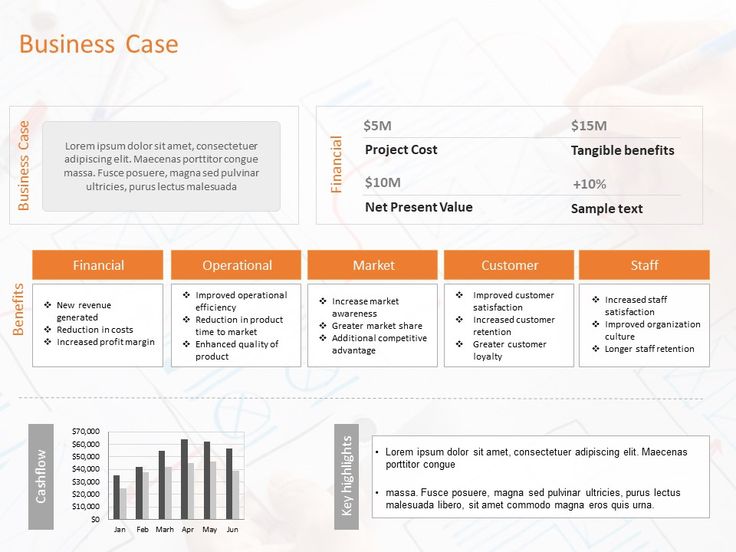 Business Case
Business Case
Lorem ipsum dolor sit amet, consectetuer
adipiscing elit. Maecenas porttitor congue
massa. Fusce posuere, magna sed pulvinar
ultricies, purus lectus malesuada
Financial
$5M
Project Cost
$15M
Tangible benefits
$10M
Net Present Value
+10%
Sample text
Benefits
Financial
❖ New revenue
generated
❖ Reduction in costs
❖ Increased profit margin
Operational
❖ Improved operational
efficiency
❖ Reduction in product
time to market
❖ Enhanced quality of
product
Market
❖ Increase market
awareness
❖ Greater market share
❖ Additional competitive
advantage
Customer
❖ Improved customer
satisfaction
❖ Increased customer
retention
❖ Greater customer
loyalty
Staff
❖ Increased staff
satisfaction
❖ Improved organization
culture
❖ Longer staff retention
Cashflow
$70,000
$60,000
$50,000
$40,000
$30,000
$20,000
$10,000
$0
Jan Feb Marh Apr May Jun
Key highlights
• Lorem ipsum dolor sit amet, consectetuer adipiscing elit. Maecenas
porttitor congue
• massa. Fusce posuere, magna sed pulvinar ultricies, purus lectus
malesuada libero, sit amet commodo magna eros quis urna.